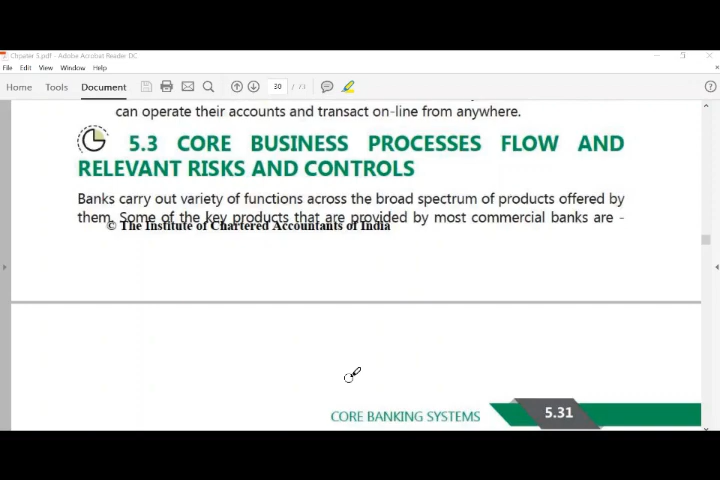 Chapter 5.pdf - Adobe Acrobat Reader DC
File Edit View Window Help
Home Tools Document 30 / 73
can operate their accounts and transact on-line from anywhere.
5.3 CORE BUSINESS PROCESSES FLOW AND
RELEVANT RISKS AND CONTROLS
Banks carry out variety of functions across the broad spectrum of products offered by
them. Some of the key products that are provided by most commercial banks are -
© The Institute of Chartered Accountants of India
CORE BANKING SYSTEMS 5.31